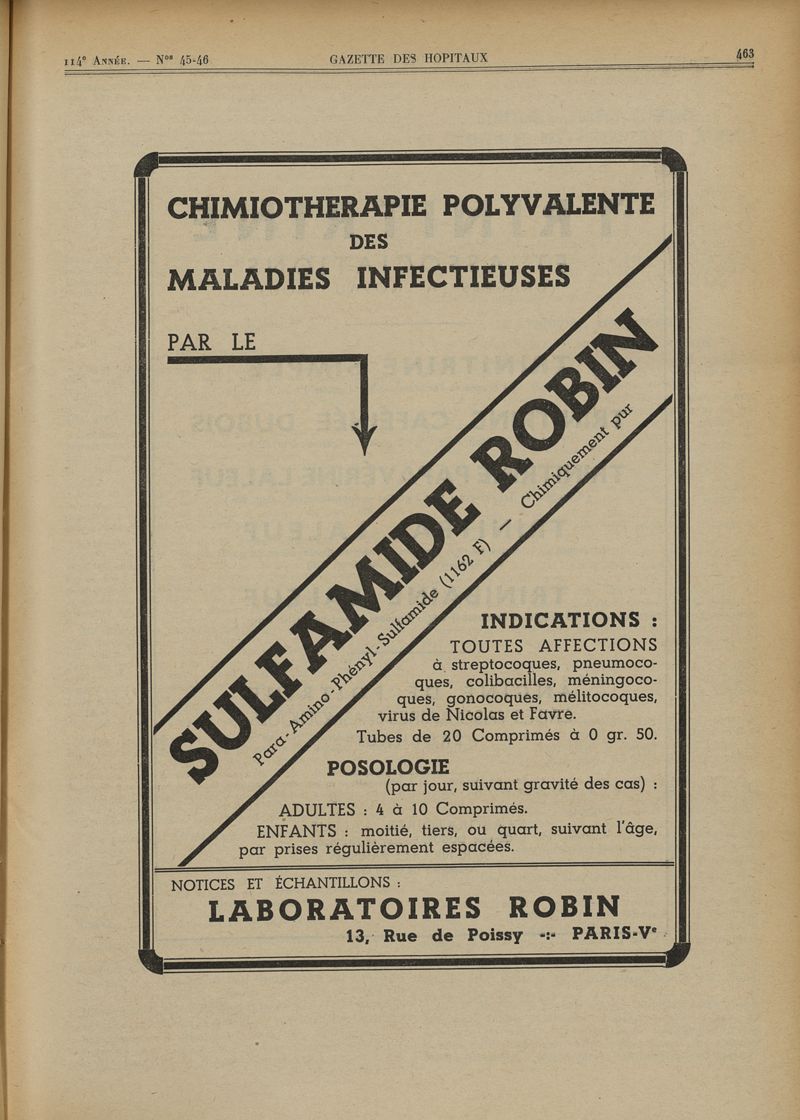 114e ANNÉE. — Nos 45-46 GAZETTE DES HOPITAUX 463
CHIMIOTHERAPIE POLYVALENTE
DES
MALADIES INFECTIEUSES
PAR LE
SULFAMIDE ROBIN
Para-Amino-Phényl-Sulfamide (1162 F) — Chimiquement pur
INDICATIONS :
TOUTES AFFECTIONS
à streptocoques, pneumoco-
ques, colibacilles, méningoco-
ques, gonocoques, mélitocoques,
virus de Nicolas et Favre.
Tubes de 20 Comprimés à 0 gr. 50.
POSOLOGIE
(par jour, suivant gravité des cas) :
ADULTES : 4 à 10 Comprimés.
ENFANTS : moitié, tiers, ou quart, suivant l'âge,
par prises régulièrement espacées.
NOTICES ET ÉCHANTILLONS :
LABORATOIRES ROBIN
13, Rue de Poissy -:- PARIS-Ve